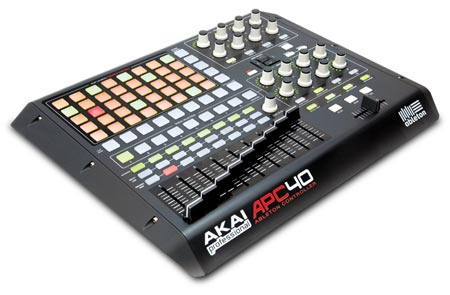 AKAI
professional
APC40
ABLETON CONTROLLER
ableton